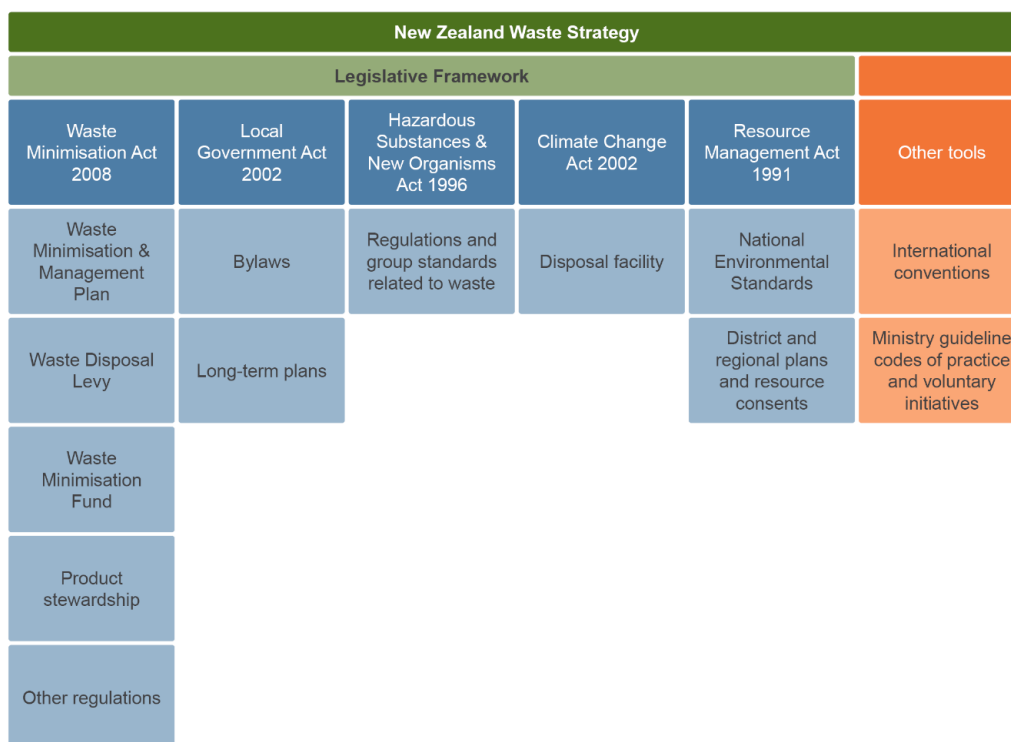 New Zealand Waste Strategy
Legislative Framework
Waste
Minimisation Act
2008
Local
Government Act
2002
Hazardous
Substances &
New Organisms
Act 1996
Climate Change
Act 2002
Resource
Management Act
1991
Other tools
Waste
Minimisation &
Management
Plan
Bylaws
Regulations and
group standards
related to waste
Disposal facility
National
Environmental
Standards
International
conventions
Waste Disposal
Levy
Long-term plans
District and
regional plans
and resource
consents
Ministry guideline
codes of practice
and voluntary
initiatives
Waste
Minimisation
Fund
Product
stewardship
Other regulations